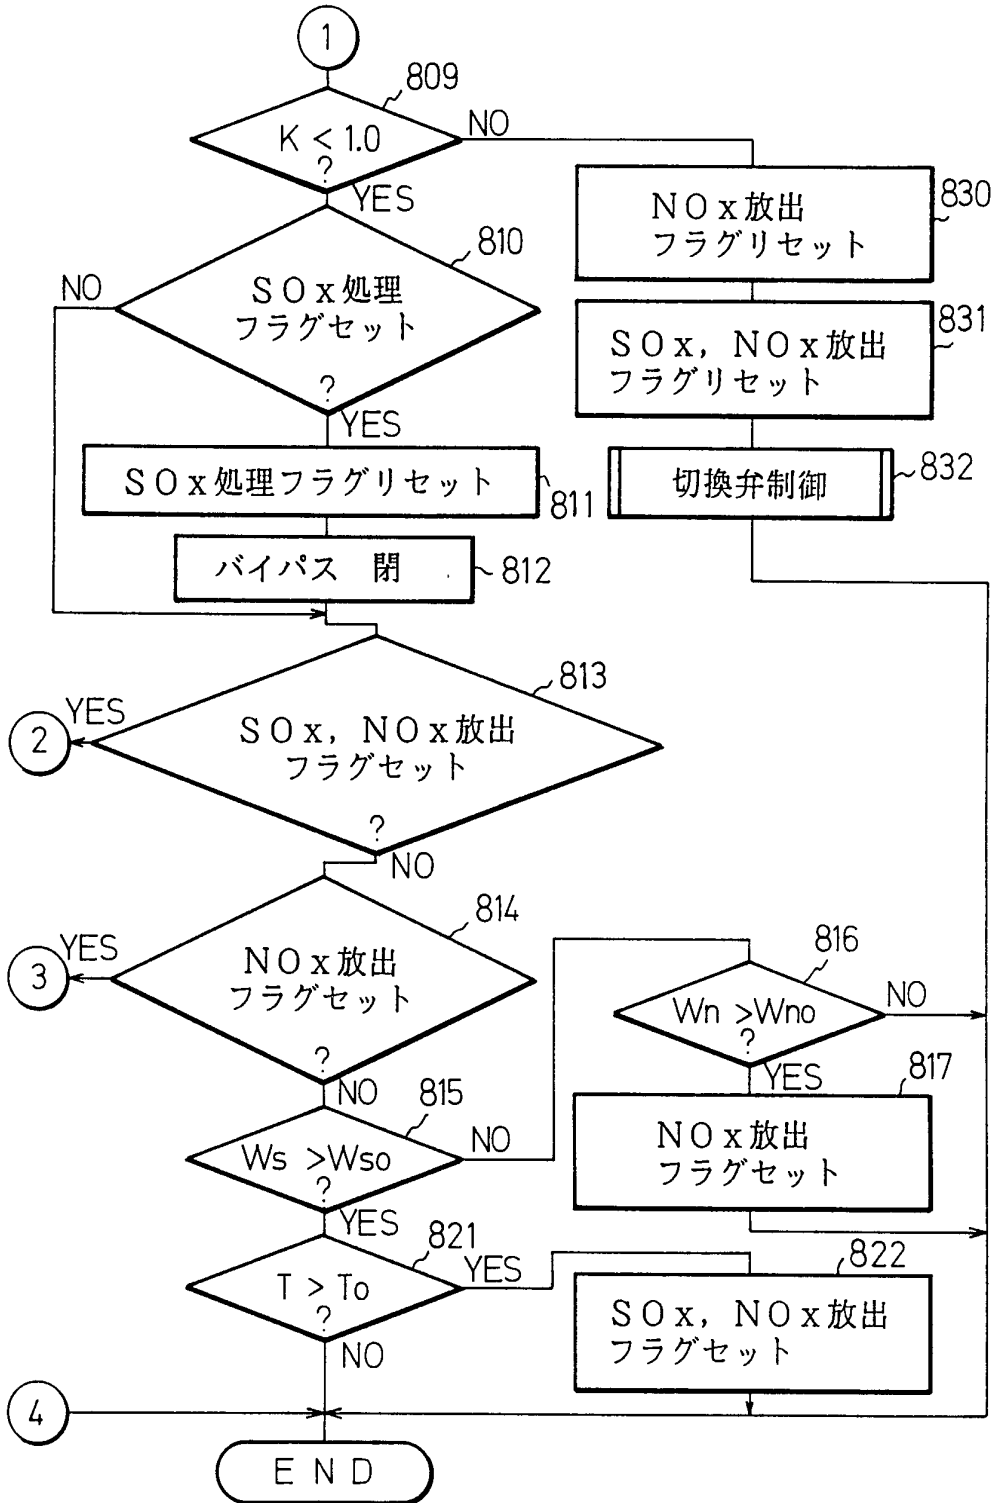 1
809
K < 1.0
?
NO
YES
810
NO
SOx処理
フラグセット
?
YES
SOx処理フラグリセット
811
バイパス 閉
812
NOx放出
フラグリセット
830
SOx, NOx放出
フラグリセット
831
切換弁制御
832
813
YES
2
SOx, NOx放出
フラグセット
?
NO
814
YES
3
NOx放出
フラグセット
?
NO
815
Ws >Wso
?
NO
YES
816
Wn >Wno
?
NO
YES
817
NOx放出
フラグセット
821
T > To
?
YES
NO
822
SOx, NOx放出
フラグセット
4
END